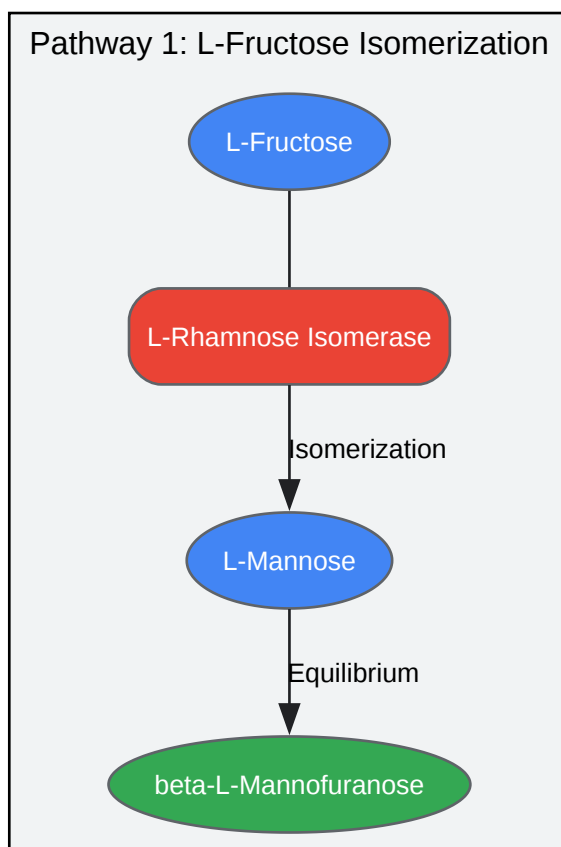 Pathway 1: L-Fructose Isomerization
L-Fructose
L-Rhamnose Isomerase
Isomerization
L-Mannose
Equilibrium
beta-L-Mannofuranose